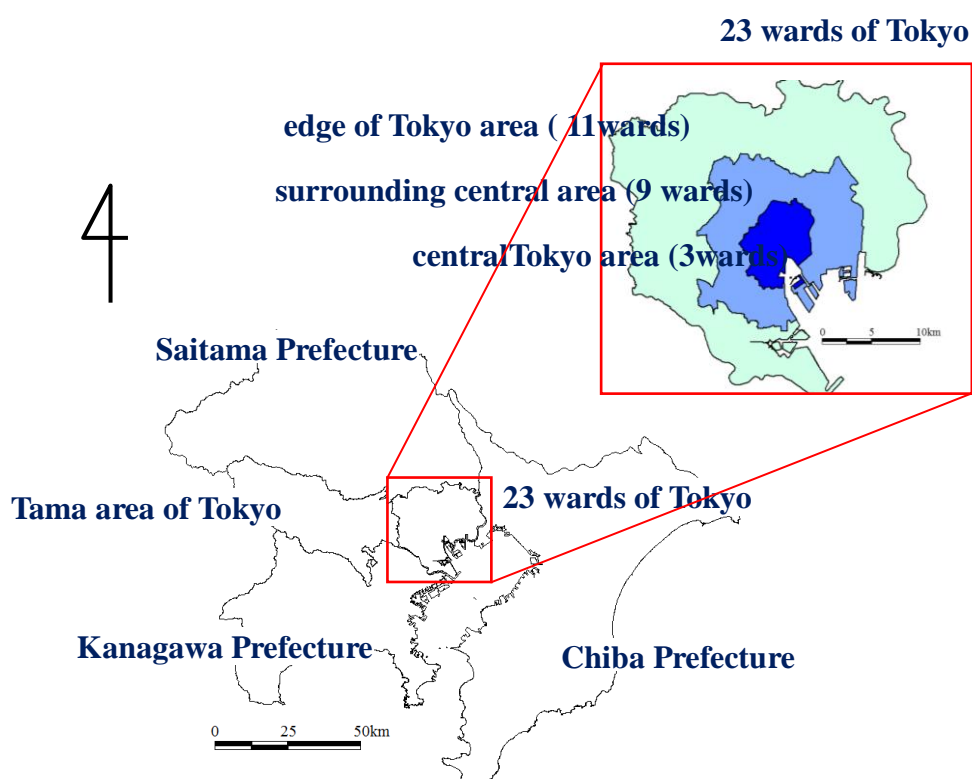 23 wards of Tokyo
edge of Tokyo area ( 11wards)
surrounding central area (9 wards)
centralTokyo area (3wards)
0 5 10km
Saitama Prefecture
Tama area of Tokyo
23 wards of Tokyo
Kanagawa Prefecture
Chiba Prefecture
0 25 50km